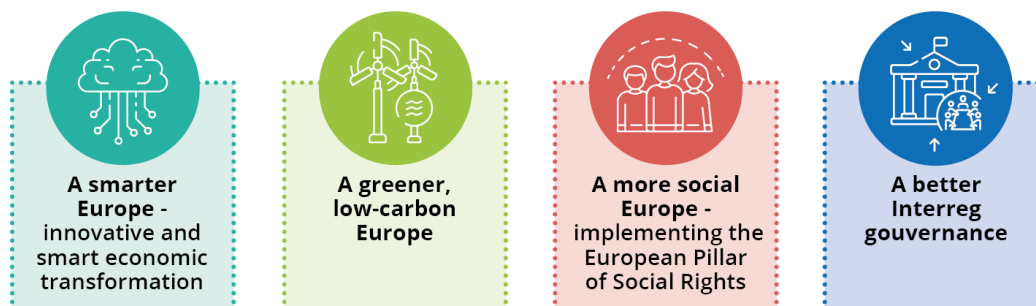 A smarter
Europe -
innovative and
smart economic
transformation
A greener,
low-carbon
Europe
A more social
Europe -
implementing the
European Pillar
of Social Rights
A better
Interreg
gouvernance